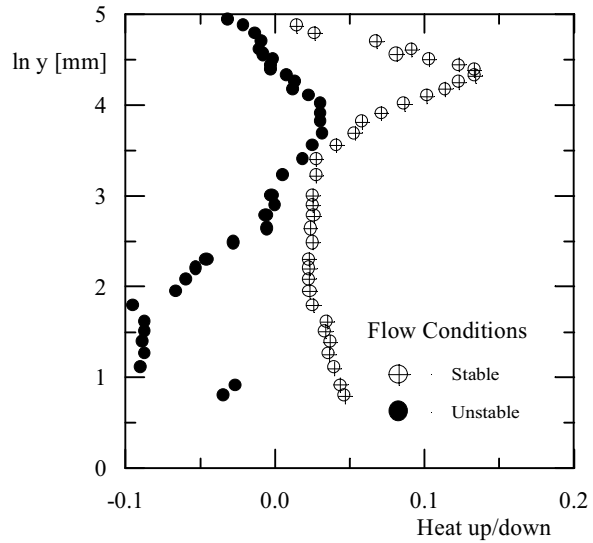 5
ln y [mm]
4
3
2
Flow Conditions
Stable
1
Unstable
0
-0.1 0.0 0.1 0.2
Heat up/down